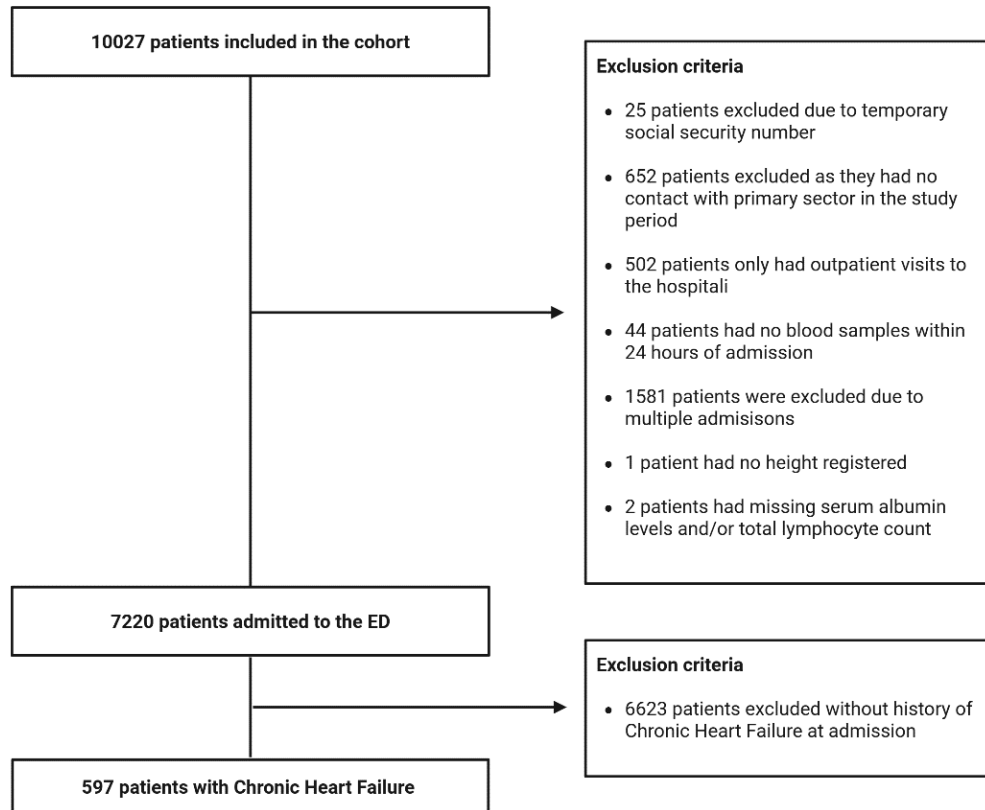 10027 patients included in the cohort
Exclusion criteria
• 25 patients excluded due to temporary
social security number
• 652 patients excluded as they had no
contact with primary sector in the study
period
• 502 patients only had outpatient visits to
the hospitali
• 44 patients had no blood samples within
24 hours of admission
• 1581 patients were excluded due to
multiple admisisons
• 1 patient had no height registered
• 2 patients had missing serum albumin
levels and/or total lymphocyte count
7220 patients admitted to the ED
Exclusion criteria
• 6623 patients excluded without history of
Chronic Heart Failure at admission
597 patients with Chronic Heart Failure